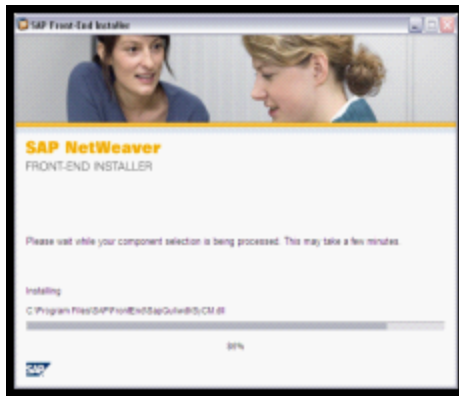 SAP Front-End Installer
SAP NetWeaver
FRONT-END INSTALLER
Please wait while your component selection is being processed. This may take a few minutes.
Installing
SAP